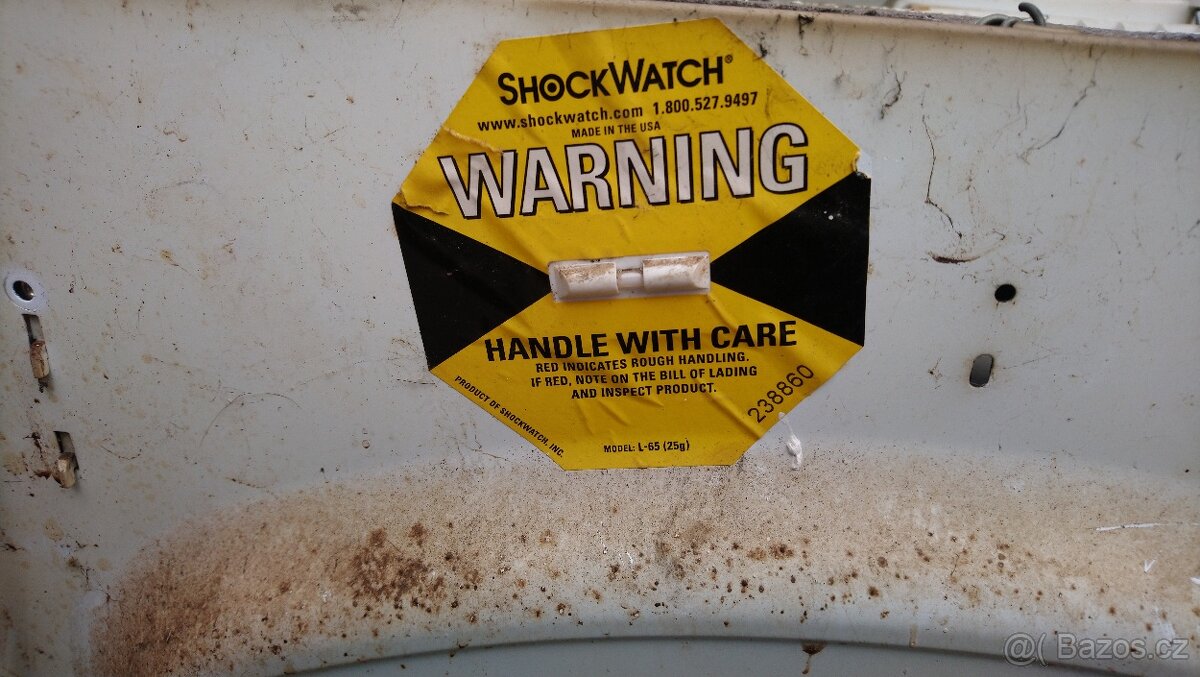 SHOCKWATCH®
www.shockwatch.com 1.800.527.9497
MADE IN THE USA
WARNING
HANDLE WITH CARE
RED INDICATES ROUGH HANDLING.
IF RED, NOTE ON THE BILL OF LADING
AND INSPECT PRODUCT.
PRODUCT OF SHOCKWATCH, INC.
238860
MODEL: L-65 (25g)
@( Bazos.cz